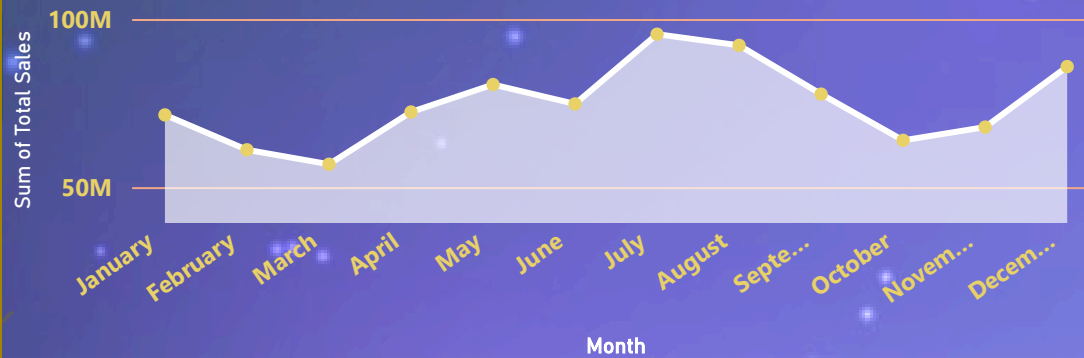 Sum of Total Sales
100M
50M
January
February
March
April
May
June
July
August
Septe...
October
Novem...
Decem...
Month